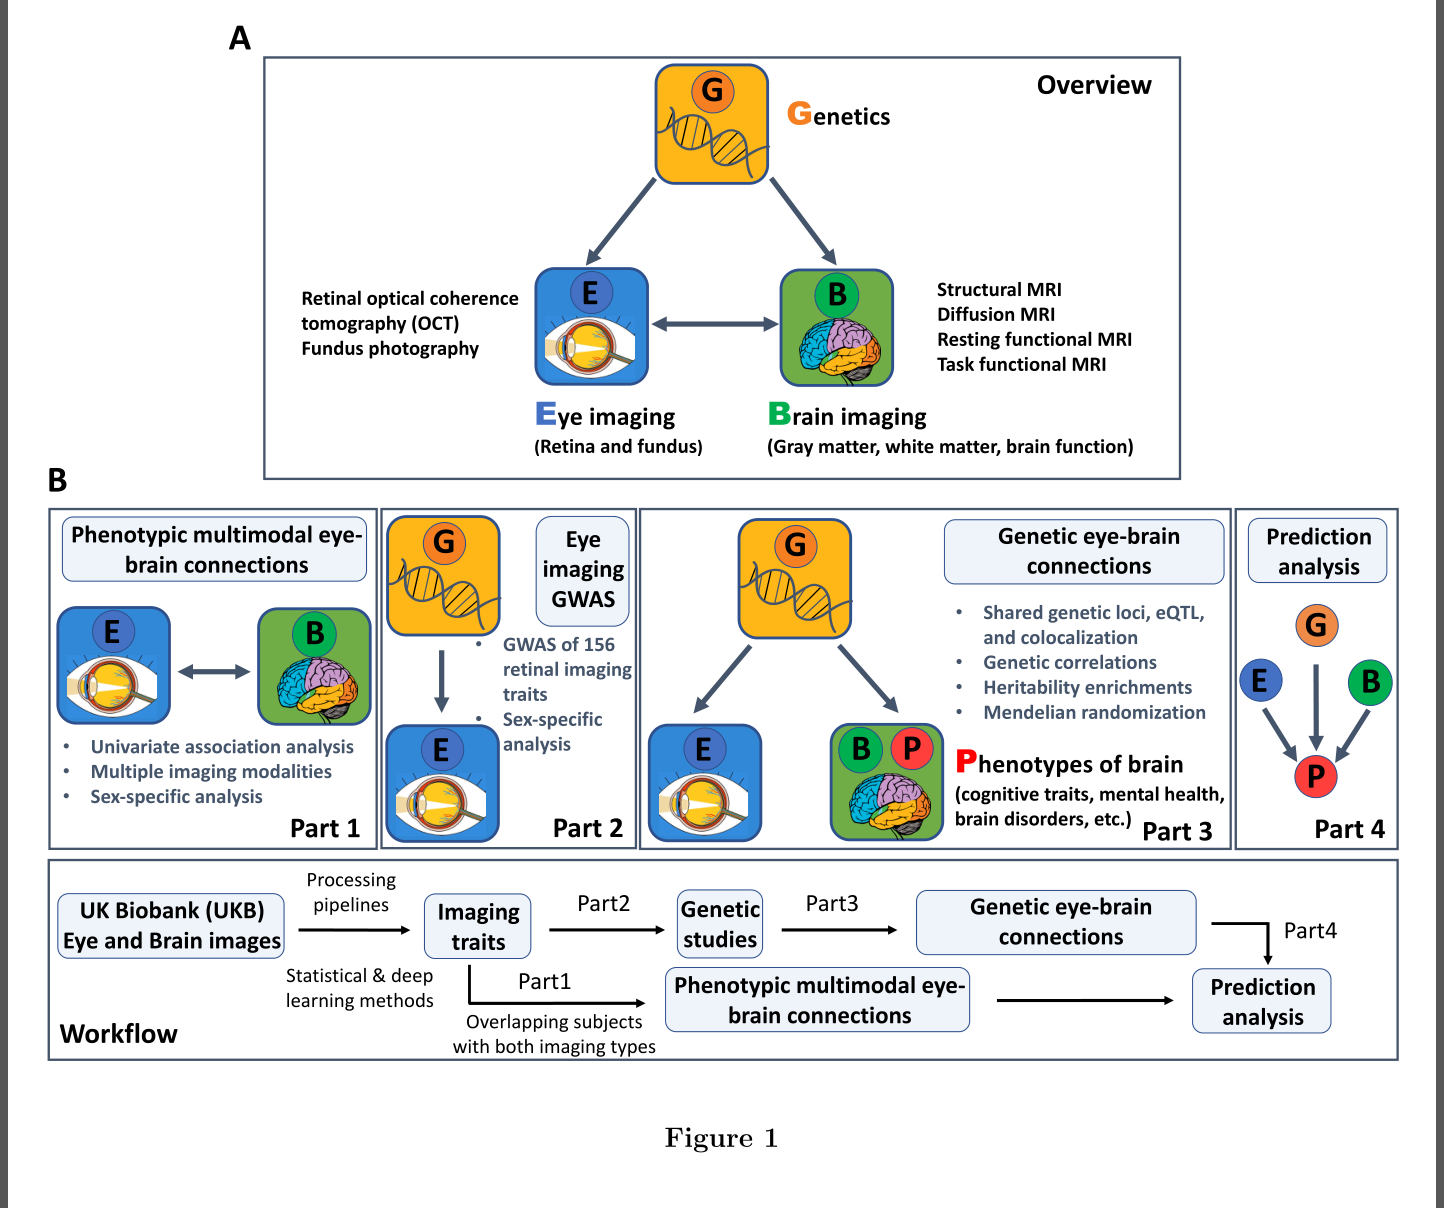 A
Overview
G
Genetics
E
B
Retinal optical coherence
tomography (OCT)
Fundus photography
Structural MRI
Diffusion MRI
Resting functional MRI
Task functional MRI
Eye imaging
(Retina and fundus)
Brain imaging
(Gray matter, white matter, brain function)
B
Phenotypic multimodal eye-
brain connections
E
B
• Univariate association analysis
• Multiple imaging modalities
• Sex-specific analysis
Part 1
G
Eye
imaging
GWAS
• GWAS of 156
retinal imaging
traits
• Sex-specific
analysis
E
Part 2
G
Genetic eye-brain
connections
• Shared genetic loci, eQTL,
and colocalization
• Genetic correlations
• Heritability enrichments
• Mendelian randomization
E
B P
Phenotypes of brain
(cognitive traits, mental health,
brain disorders, etc.)
Part 3
Prediction
analysis
G
E
B
P
Part 4
UK Biobank (UKB)
Eye and Brain images
Processing
pipelines
Statistical & deep
learning methods
Imaging
traits
Part2
Genetic
studies
Part3
Genetic eye-brain
connections
Part4
Part1
Overlapping subjects
with both imaging types
Phenotypic multimodal eye-
brain connections
Prediction
analysis
Workflow
Figure 1